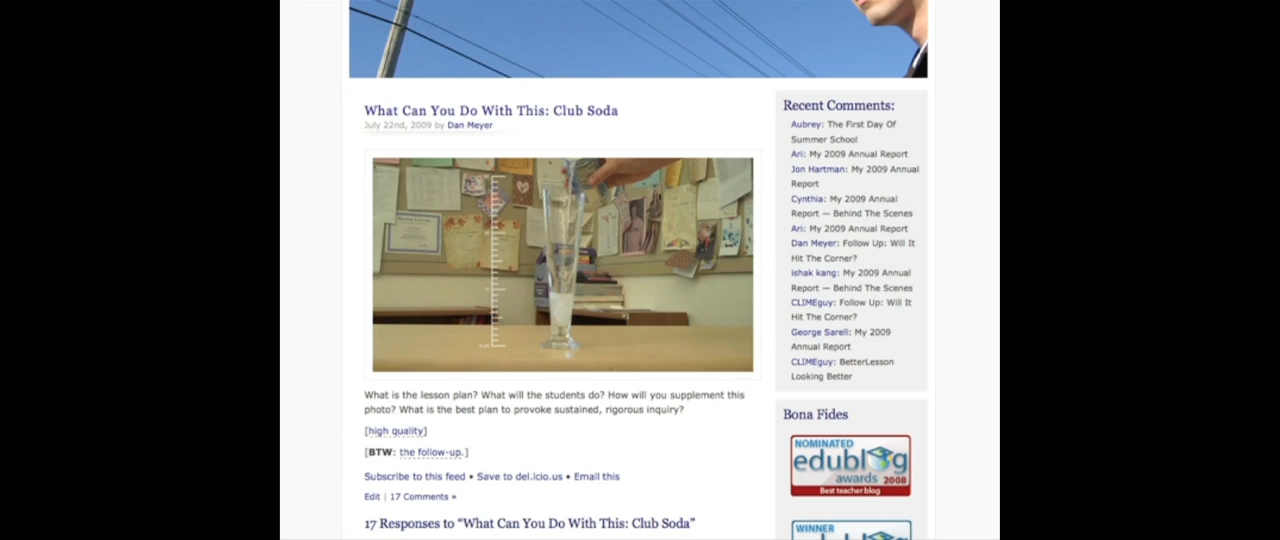 What Can You Do With This: Club Soda
July 22nd, 2009 by Dan Meyer
What is the lesson plan? What will the students do? How will you supplement this
photo? What is the best plan to provoke sustained, rigorous inquiry?
[high quality]
[BTW: the follow-up.]
Subscribe to this feed • Save to del.icio.us • Email this
Edit | 17 Comments »
17 Responses to “What Can You Do With This: Club Soda”
Recent Comments:
Aubrey: The First Day Of
Summer School
Ari: My 2009 Annual Report
Jon Hartman: My 2009 Annual
Report
Cynthia: My 2009 Annual
Report — Behind The Scenes
Ari: My 2009 Annual Report
Dan Meyer: Follow Up: Will It
Hit The Corner?
ishak kang: My 2009 Annual
Report — Behind The Scenes
CLIMEguy: Follow Up: Will It
Hit The Corner?
George Sarell: My 2009
Annual Report
CLIMEguy: BetterLesson
Looking Better
Bona Fides
NOMINATED
edublog
awards 2008
Best teacher blog
WINNER